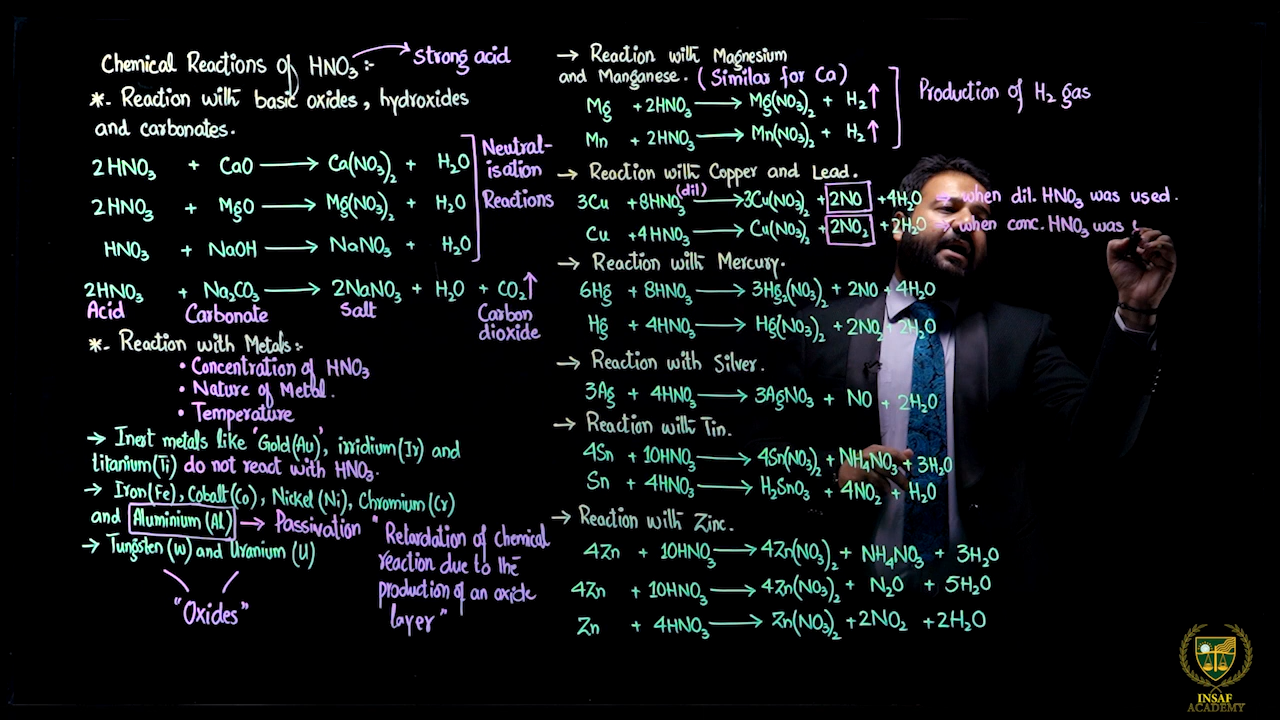 Chemical Reactions of HNO₃ :- → Strong acid
*- Reaction with basic oxides, hydroxides
and carbonates.
2HNO₃ + CaO ⟶ Ca(NO₃)₂ + H₂O
2HNO₃ + MgO ⟶ Mg(NO₃)₂ + H₂O
HNO₃ + NaOH ⟶ NaNO₃ + H₂O
Neutral-
isation
Reactions
2HNO₃ + Na₂CO₃ ⟶ 2NaNO₃ + H₂O + CO₂↑
Acid Carbonate Salt Carbon
dioxide
*- Reaction with Metals:-
• Concentration of HNO₃
• Nature of Metal.
• Temperature
→ Inert metals like 'Gold(Au)', irridium(Ir) and
titanium(Ti) do not react with HNO₃.
→ Iron(Fe), Cobalt(Co), Nickel(Ni), Chromium(Cr)
and Aluminium(Al) → Passivation
"Retardation of chemical
reaction due to the
production of an oxide
layer"
→ Tungsten(W) and Uranium(U)
"Oxides"
→ Reaction with Magnesium
and Manganese. (Similar for Ca)
Mg + 2HNO₃ ⟶ Mg(NO₃)₂ + H₂↑
Mn + 2HNO₃ ⟶ Mn(NO₃)₂ + H₂↑
Production of H₂ gas
→ Reaction with Copper and Lead.
3Cu + 8HNO₃ (dil) ⟶ 3Cu(NO₃)₂ + 2NO + 4H₂O → when dil. HNO₃ was used.
Cu + 4HNO₃ ⟶ Cu(NO₃)₂ + 2NO₂ + 2H₂O → when conc. HNO₃ was
→ Reaction with Mercury.
6Hg + 8HNO₃ ⟶ 3Hg₂(NO₃)₂ + 2NO + 4H₂O
Hg + 4HNO₃ ⟶ Hg(NO₃)₂ + 2NO₂ + 2H₂O
→ Reaction with Silver.
3Ag + 4HNO₃ ⟶ 3AgNO₃ + NO + 2H₂O
→ Reaction with Tin.
4Sn + 10HNO₃ ⟶ 4Sn(NO₃)₂ + NH₄NO₃ + 3H₂O
Sn + 4HNO₃ ⟶ H₂SnO₃ + 4NO₂ + H₂O
→ Reaction with Zinc.
4Zn + 10HNO₃ ⟶ 4Zn(NO₃)₂ + NH₄NO₃ + 3H₂O
4Zn + 10HNO₃ ⟶ 4Zn(NO₃)₂ + N₂O + 5H₂O
Zn + 4HNO₃ ⟶ Zn(NO₃)₂ + 2NO₂ + 2H₂O
INSAF
ACADEMY